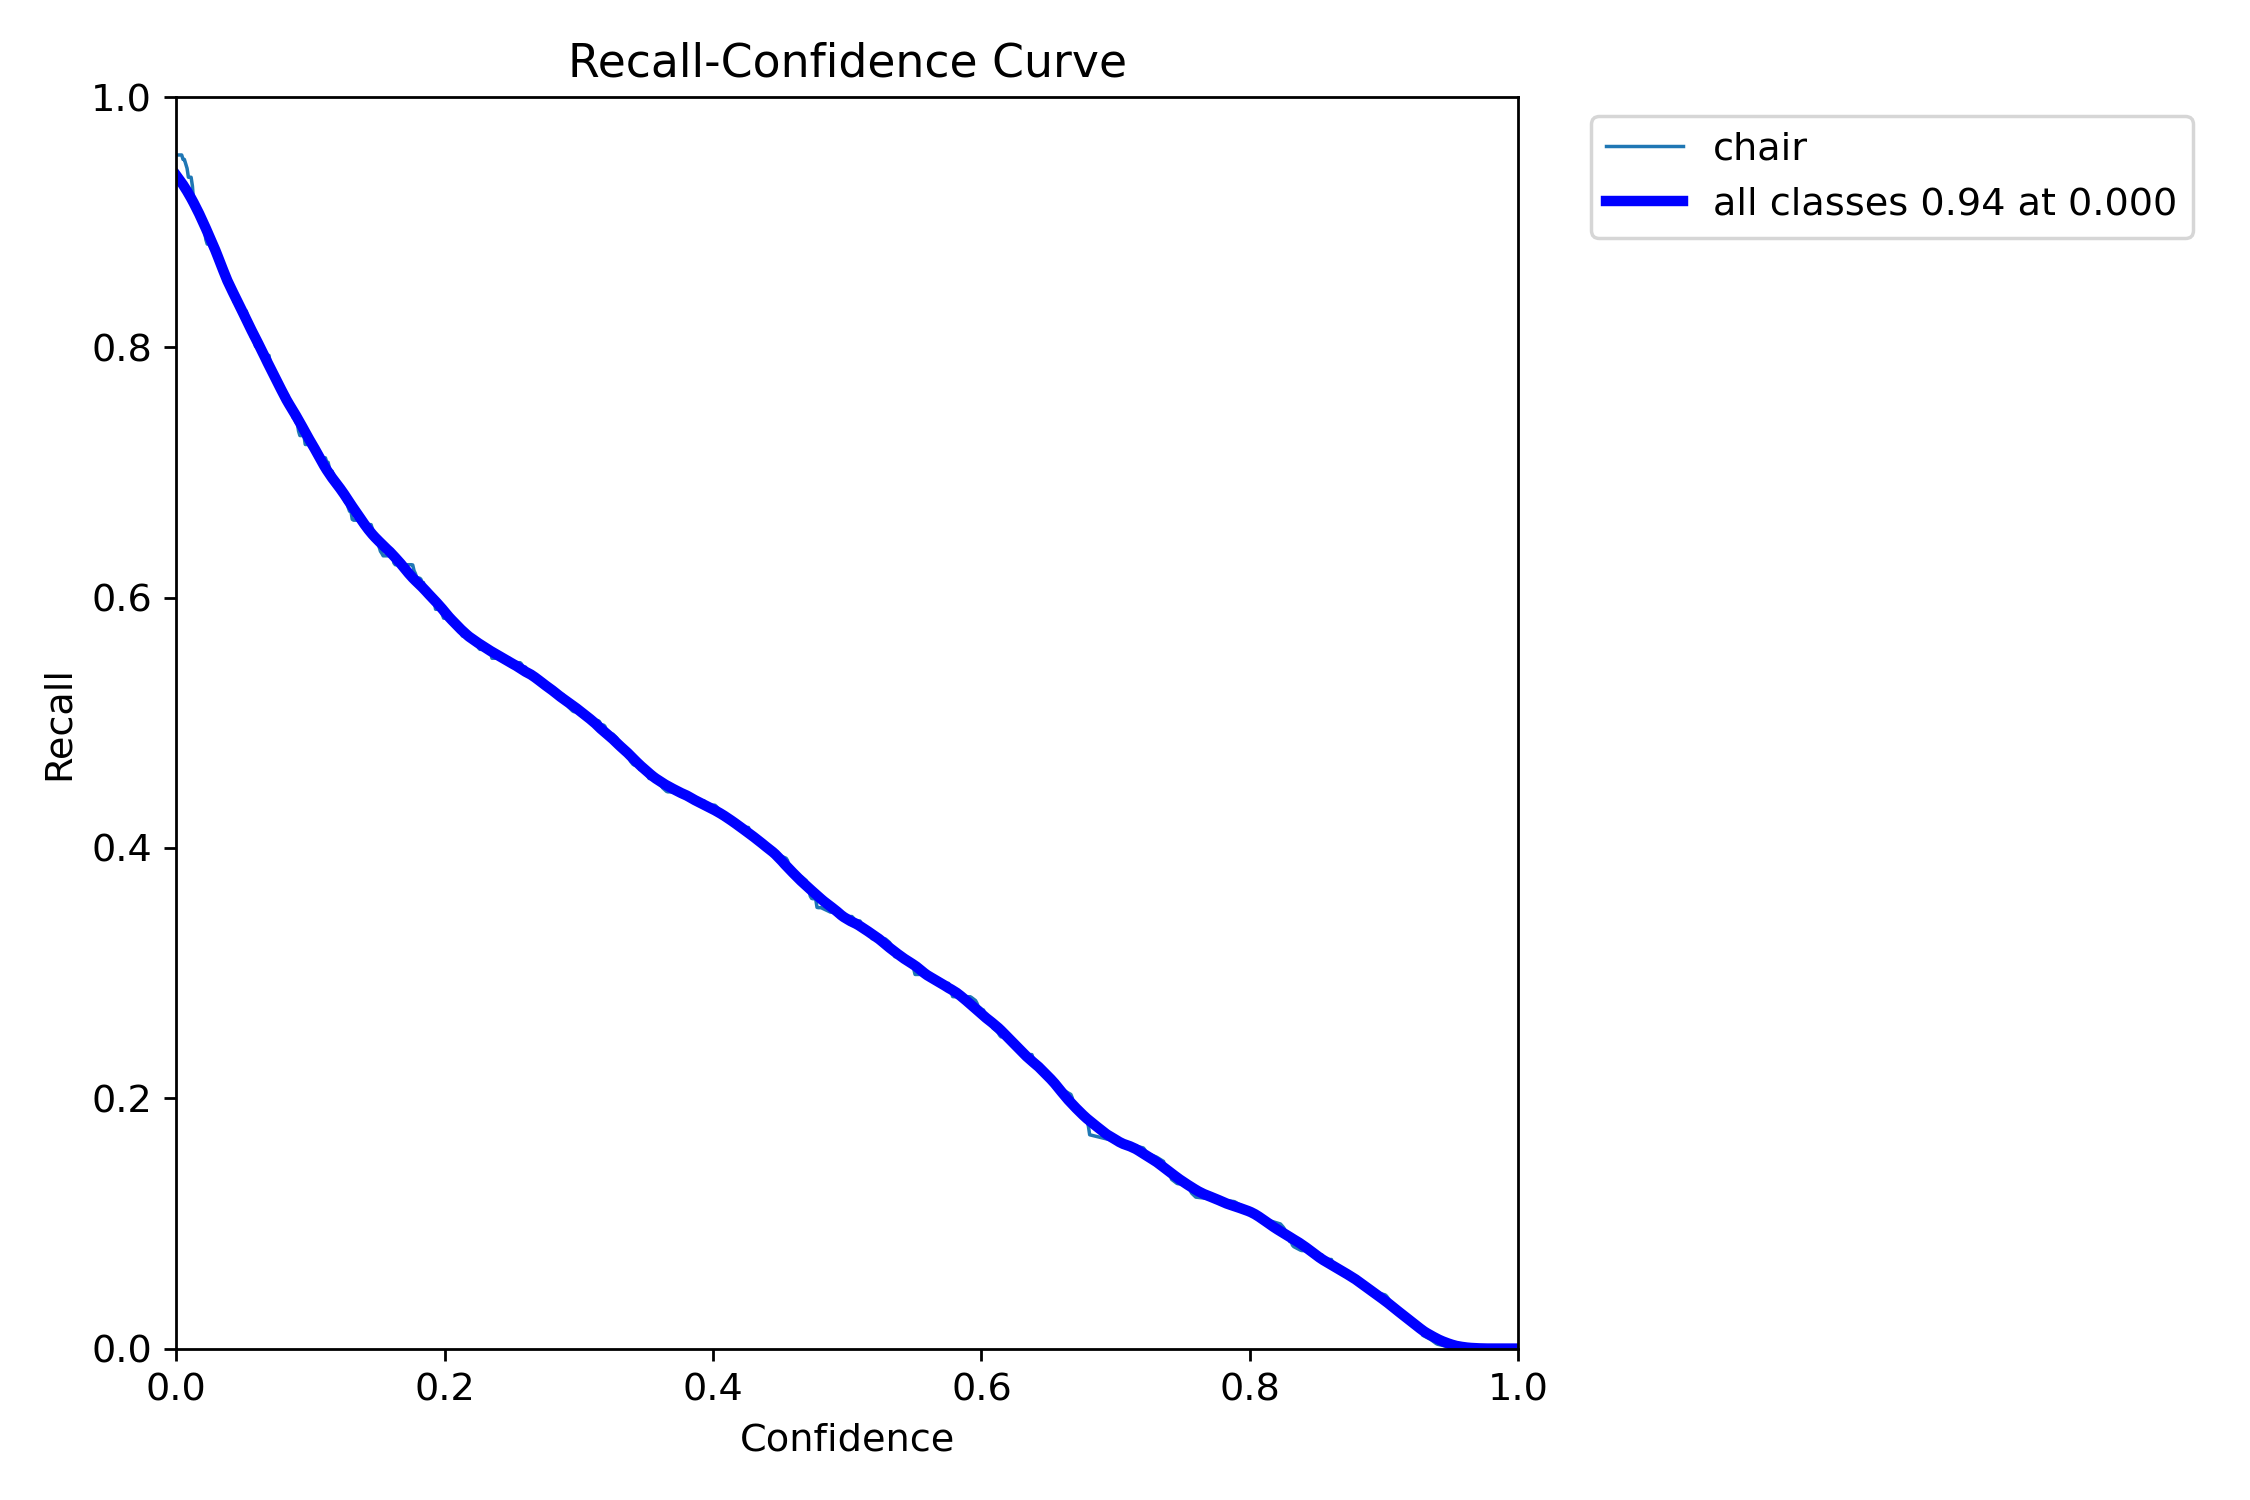 Recall-Confidence Curve
1.0
0.8
0.6
0.4
0.2
0.0
Recall
0.0 0.2 0.4 0.6 0.8 1.0
Confidence
chair
all classes 0.94 at 0.000